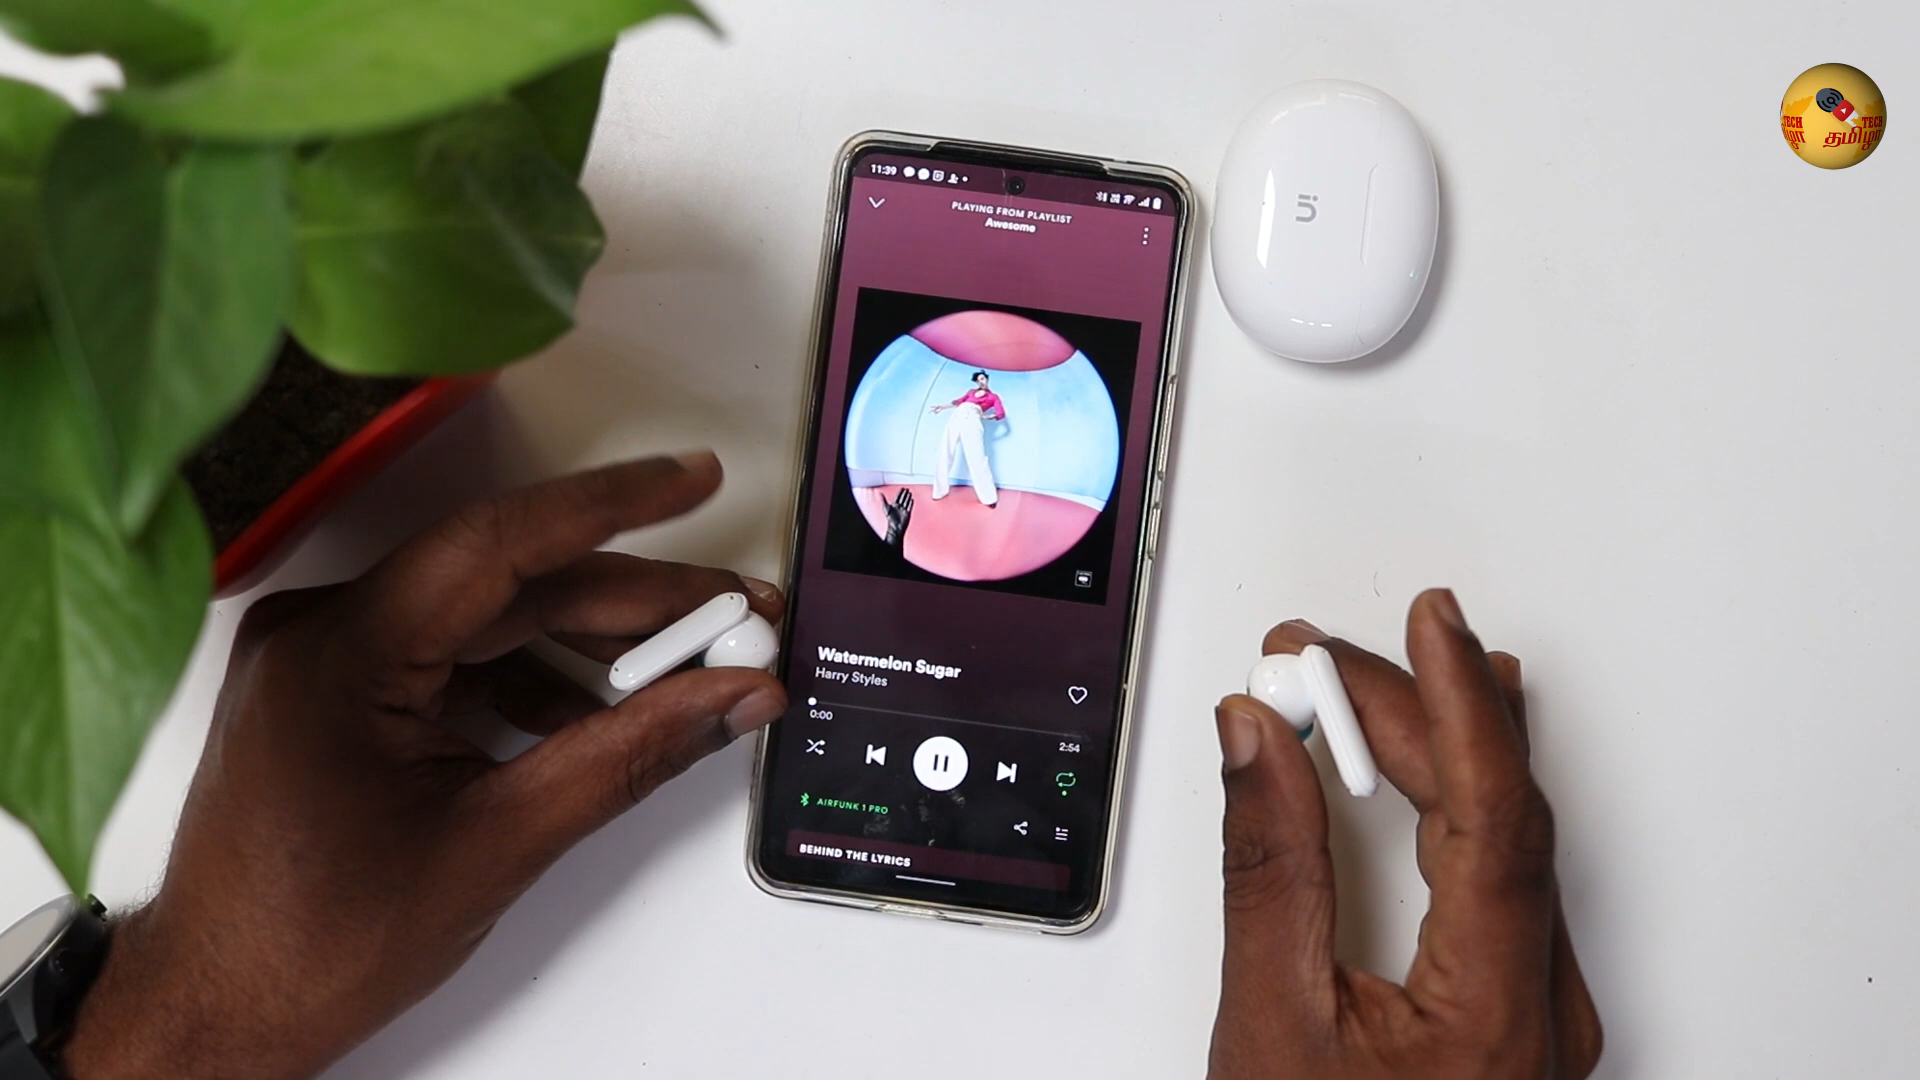 11:39
PLAYING FROM PLAYLIST
Awesome
Watermelon Sugar
Harry Styles
0:00
2:54
AIRFUNK 1 PRO
BEHIND THE LYRICS
TECH
TECH
தமிழா